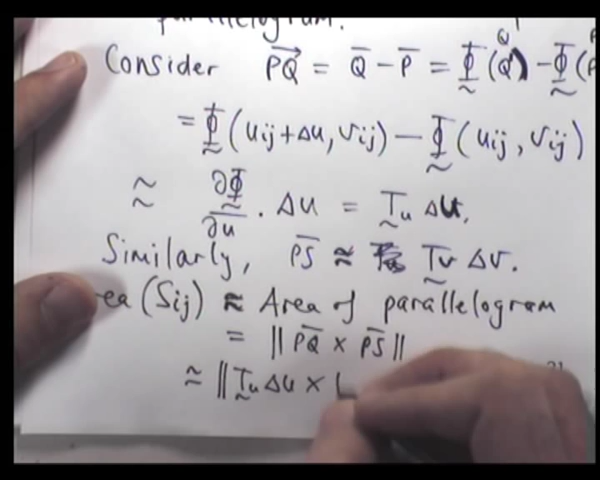 parallelogram.
Consider PQ = Q − P = Φ(Q) − Φ(P
= Φ(uij + Δu, vij) − Φ(uij, vij)
≈ ∂Φ/∂u . Δu = Tu Δu.
Similarly, PS ≈ Tv Δv.
ea (Sij) ≈ Area of parallelogram
= || PQ × PS ||
≈ || Tu Δu ×